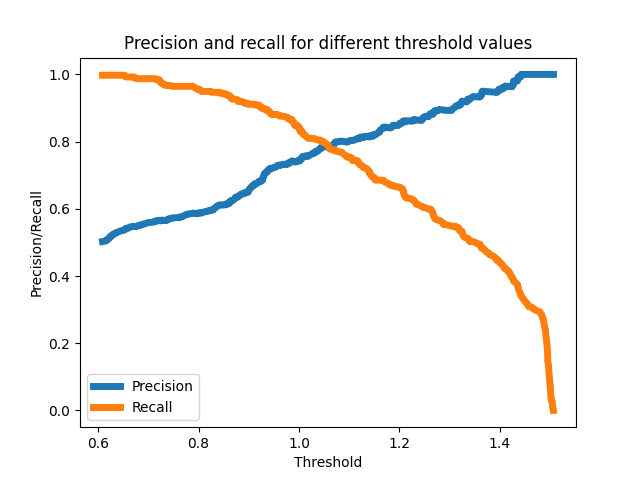 Precision and recall for different threshold values
Precision/Recall
1.0
0.8
0.6
0.4
0.2
0.0
Precision
Recall
0.6 0.8 1.0 1.2 1.4
Threshold